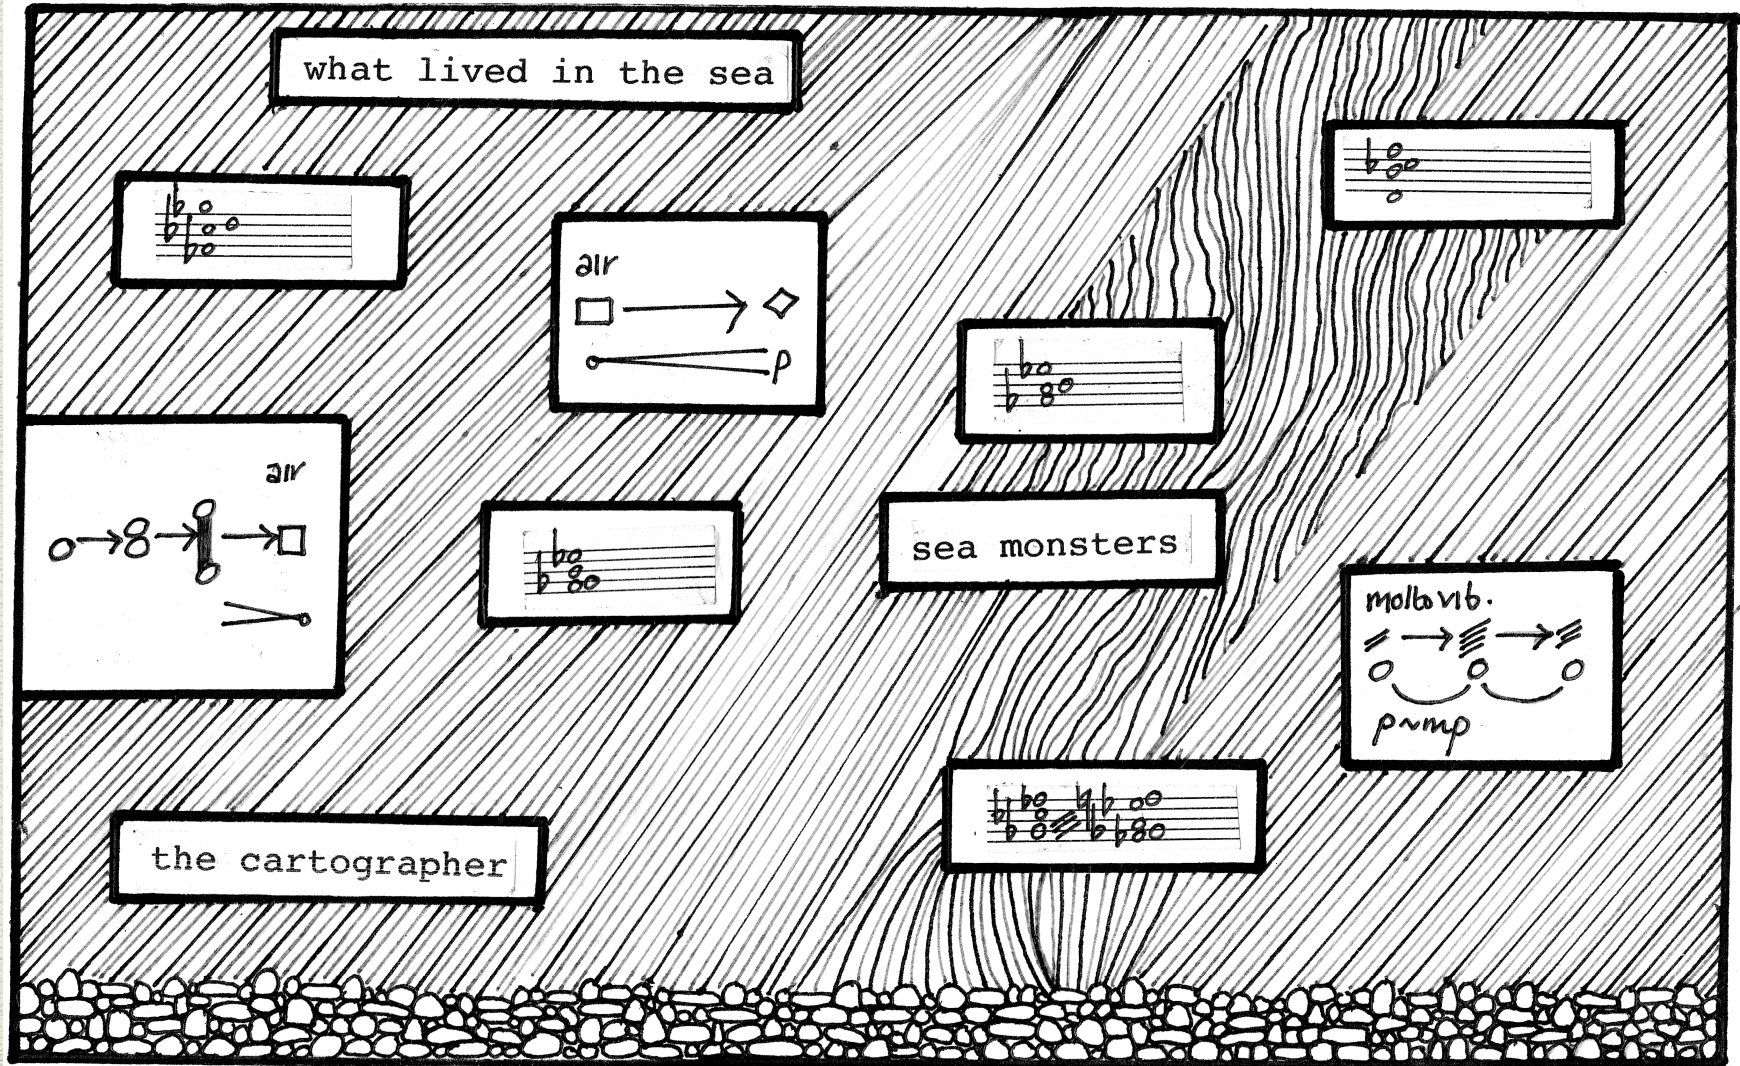 what lived in the sea
air
p
air
sea monsters
molto vib.
p~mp
the cartographer